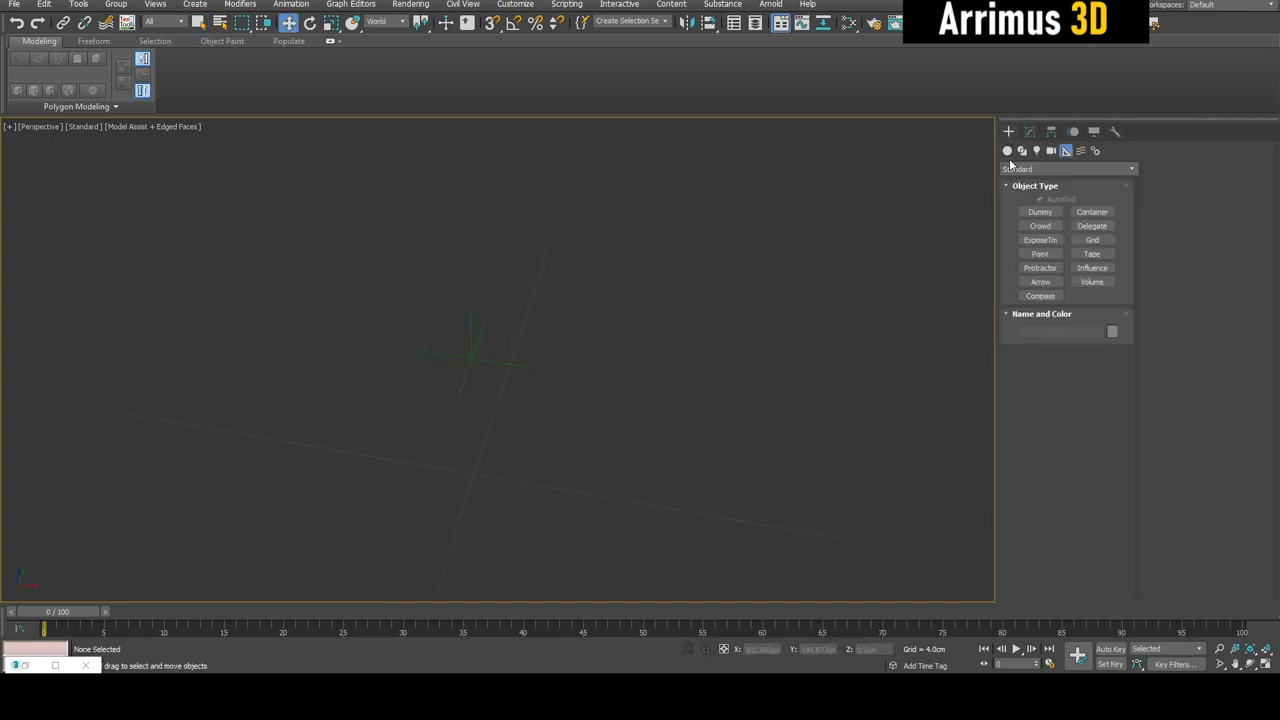 File Edit Tools Group Views Create Modifiers Animation Graph Editors Rendering Civil View Customize Scripting Interactive Content Substance Arnold Help
Arrimus 3D
Workspaces: Default
All World Create Selection Se
Modeling Freeform Selection Object Paint Populate
Polygon Modeling
[+] [Perspective] [Standard] [Model Assist + Edged Faces]
Standard
Object Type
AutoGrid
Dummy Container
Crowd Delegate
ExposeTm Grid
Point Tape
Protractor Influence
Arrow Volume
Compass
Name and Color
< 0 / 100 >
0 5 10 15 20 25 30 35 40 45 50 55 60 65 70 75 80 85 90 95 100
None Selected X: Y: Z: Grid = 4.0cm Auto Key Selected
drag to select and move objects Add Time Tag 0 Set Key Key Filters...